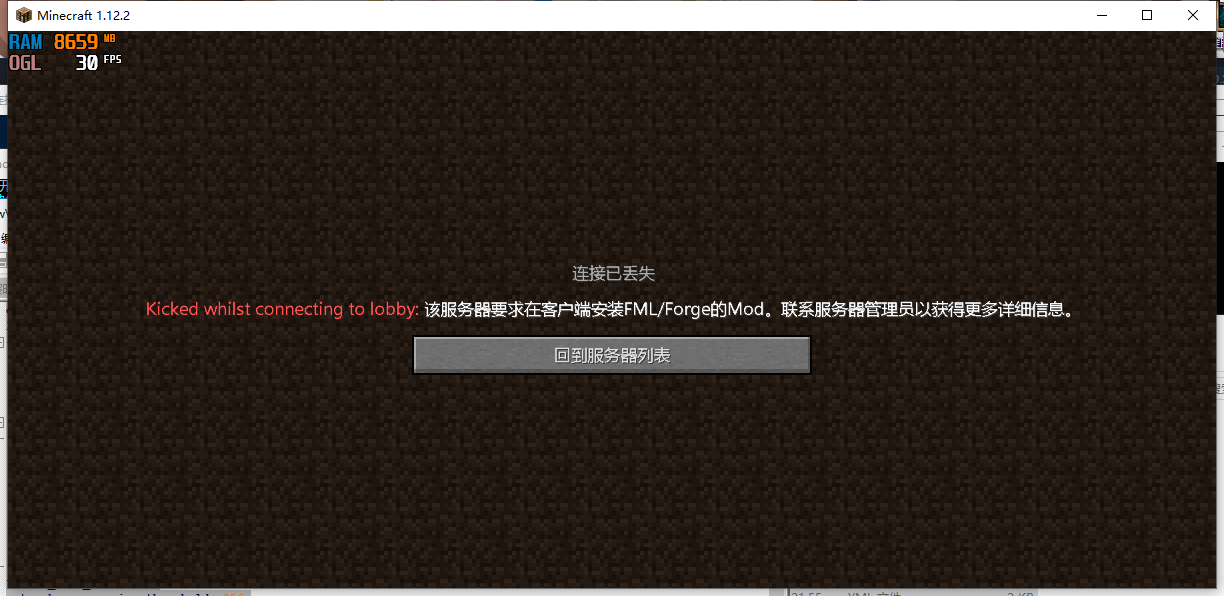 Minecraft 1.12.2
RAM 8659 MB
OGL 30 FPS
连接已丢失
Kicked whilst connecting to lobby: 该服务器要求在客户端安装FML/Forge的Mod。联系服务器管理员以获得更多详细信息。
回到服务器列表